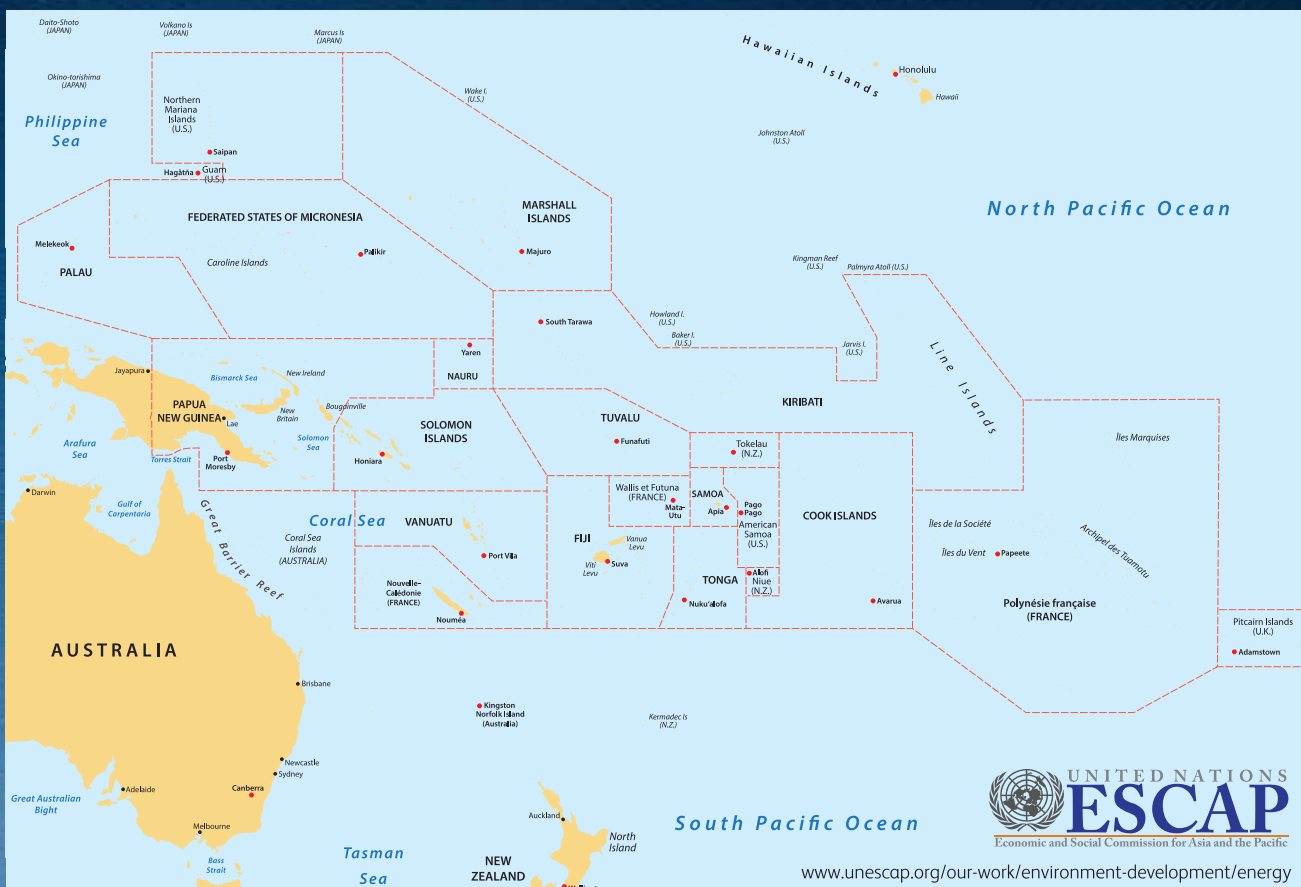 Daito-Shoto
(JAPAN)
Volkano Is
(JAPAN)
Marcus Is
(JAPAN)
Okino-torishima
(JAPAN)
Hawaiian Islands
Honolulu
Hawaii
Wake I.
(U.S.)
Northern
Mariana
Islands
(U.S.)
Philippine
Sea
Johnston Atoll
(U.S.)
Saipan
Hagåtña
Guam
(U.S.)
North Pacific Ocean
FEDERATED STATES OF MICRONESIA
MARSHALL
ISLANDS
Melekeok
PALAU
Palikir
Caroline Islands
Majuro
Kingman Reef
(U.S.)
Palmyra Atoll (U.S.)
South Tarawa
Howland I.
(U.S.)
Baker I.
(U.S.)
Jarvis I.
(U.S.)
Line Islands
Yaren
NAURU
Jayapura
Bismarck Sea
New Ireland
PAPUA
NEW GUINEA
Lae
New
Britain
Bougainville
Solomon
Sea
SOLOMON
ISLANDS
Honiara
TUVALU
Funafuti
KIRIBATI
Tokelau
(N.Z.)
Îles Marquises
Arafura
Sea
Torres Strait
Port
Moresby
Darwin
Gulf of
Carpentaria
Great Barrier Reef
Coral Sea
Coral Sea
Islands
(AUSTRALIA)
VANUATU
Port Vila
Wallis et Futuna
(FRANCE)
Mata-
Utu
SAMOA
Apia
Pago
Pago
American
Samoa
(U.S.)
COOK ISLANDS
FIJI
Vanua
Levu
Viti
Levu
Suva
Îles de la Société
Îles du Vent
Papeete
Archipel des Tuamotu
Nouvelle-
Calédonie
(FRANCE)
Nouméa
TONGA
Nuku'alofa
Alofi
Niue
(N.Z.)
Avarua
Polynésie française
(FRANCE)
Pitcairn Islands
(U.K.)
Adamstown
AUSTRALIA
Brisbane
Kingston
Norfolk Island
(Australia)
Kermadec Is
(N.Z.)
Newcastle
Sydney
Canberra
Adelaide
Great Australian
Bight
Melbourne
Bass
Strait
Tasman
Sea
Auckland
North
Island
NEW
ZEALAND
South Pacific Ocean
UNITED NATIONS
ESCAP
Economic and Social Commission for Asia and the Pacific
www.unescap.org/our-work/environment-development/energy